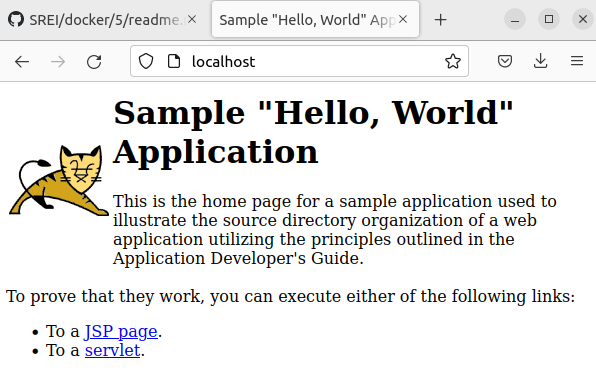 SREI/docker/5/readme.
Sample "Hello, World" App
localhost
Sample "Hello, World"
Application
This is the home page for a sample application used to
illustrate the source directory organization of a web
application utilizing the principles outlined in the
Application Developer's Guide.
To prove that they work, you can execute either of the following links:
• To a JSP page.
• To a servlet.